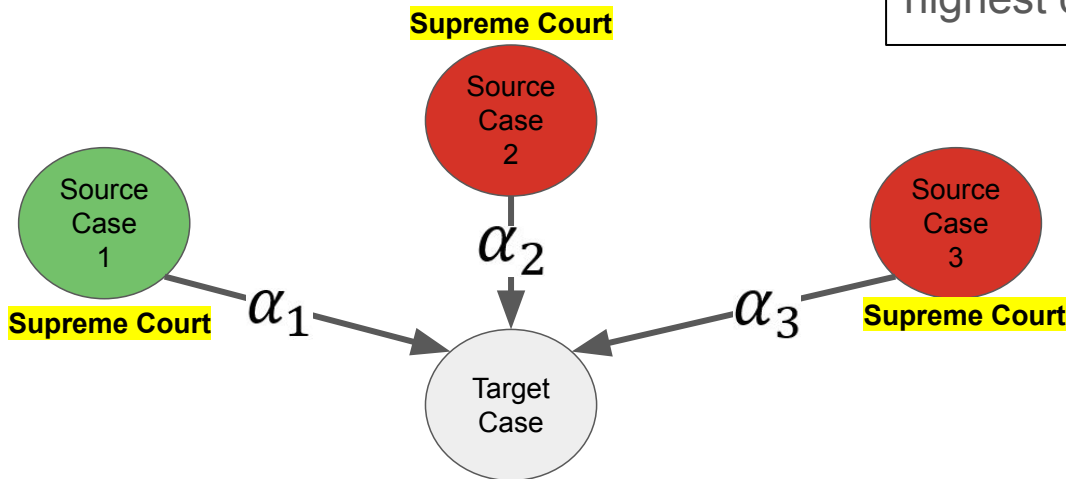 highest
Supreme Court
Source
Case
2
Source
Case
1
Source
Case
3
α₂
α₁
α₃
Supreme Court
Supreme Court
Target
Case